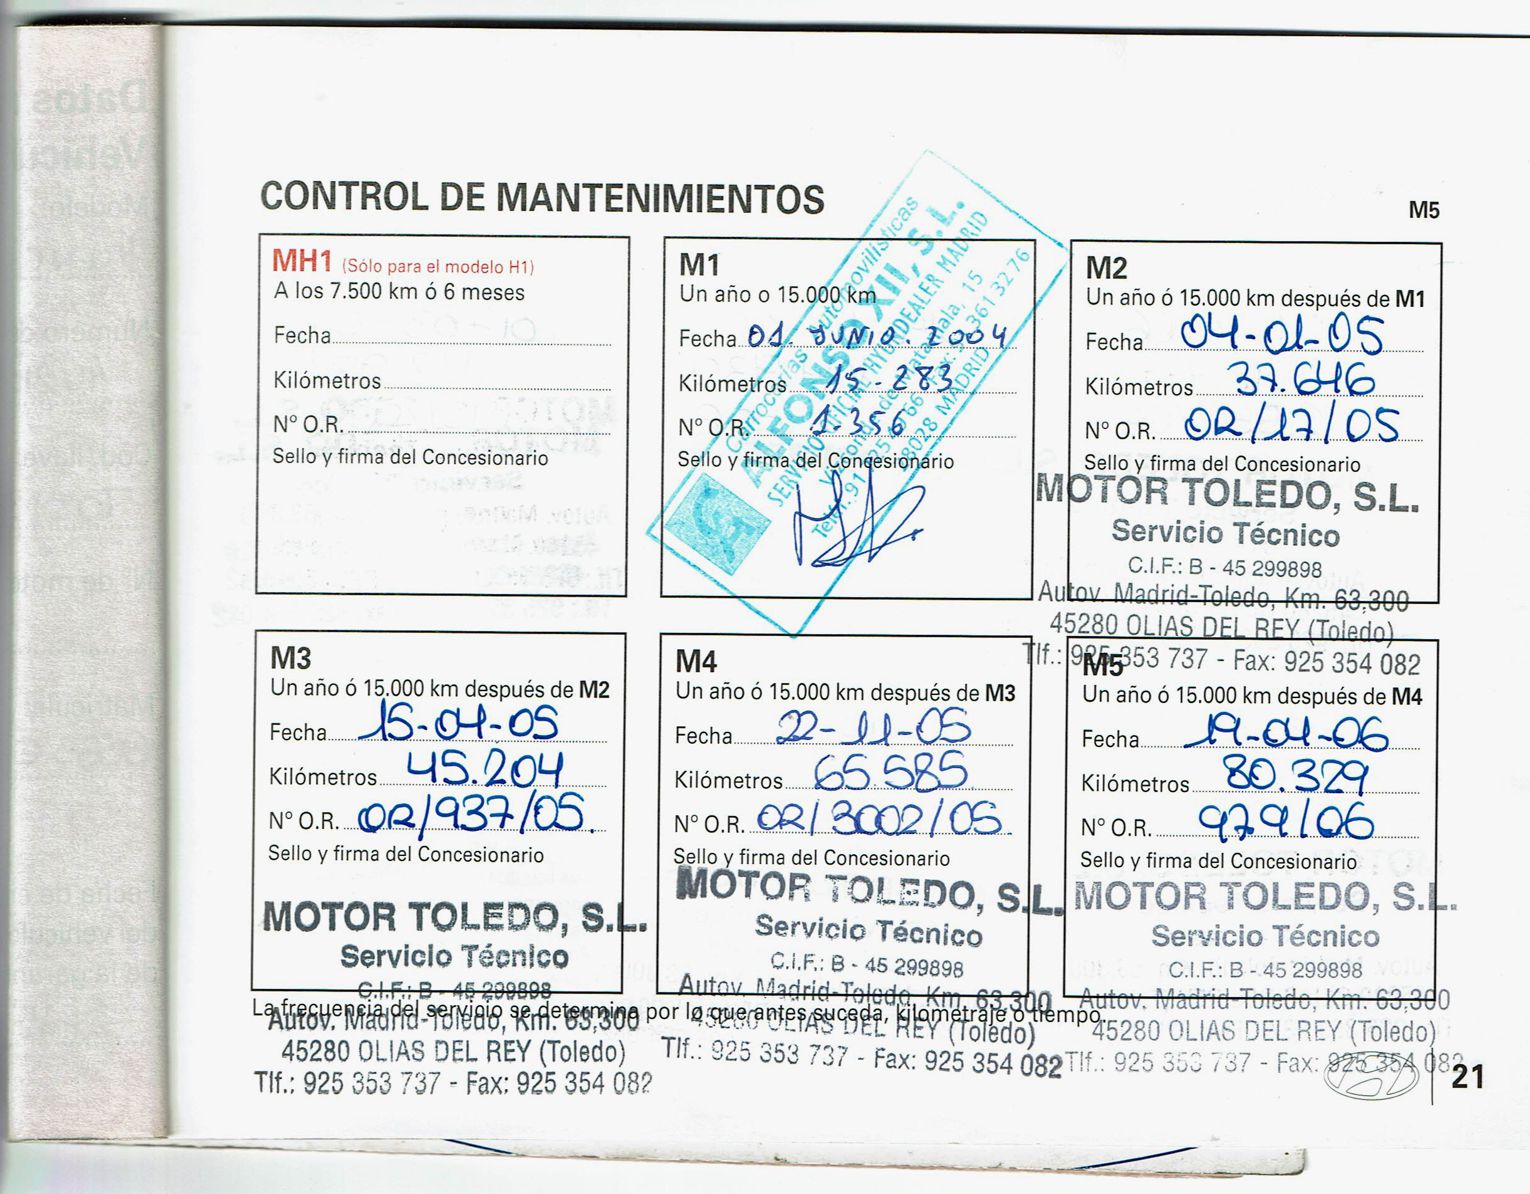 CONTROL DE MANTENIMIENTOS
M5
MH1 (Sólo para el modelo H1)
A los 7.500 km ó 6 meses
Fecha
Kilómetros
Nº O.R.
Sello y firma del Concesionario
M1
Un año o 15.000 km
Fecha 01. JUNIO. 2004
Kilómetros 15-283
Nº O.R. 1-356
Sello y firma del Concesionario
Carrocerías Automovilísticas
ALFONSO XII, S.L.
SERVICIO OFICIAL HYUNDEALER MADRID
Vizconde de Matamala, 15
28028 MADRID
M2
Un año ó 15.000 km después de M1
Fecha 04-01-05
Kilómetros 37.646
Nº O.R. OR/17/05
Sello y firma del Concesionario
MOTOR TOLEDO, S.L.
Servicio Técnico
C.I.F.: B - 45 299898
Autov. Madrid-Toledo, Km. 63,300
45280 OLIAS DEL REY (Toledo)
Tlf.: 925 353 737 - Fax: 925 354 082
M3
Un año ó 15.000 km después de M2
Fecha 15-04-05
Kilómetros 45.204
Nº O.R. OR/937/05.
Sello y firma del Concesionario
MOTOR TOLEDO, S.L.
Servicio Técnico
C.I.F.: B - 45 299898
Autov. Madrid-Toledo, Km. 63,300
45280 OLIAS DEL REY (Toledo)
Tlf.: 925 353 737 - Fax: 925 354 082
M4
Un año ó 15.000 km después de M3
Fecha 22-11-05
Kilómetros 65.585
Nº O.R. OR/3002/05.
Sello y firma del Concesionario
MOTOR TOLEDO, S.L.
Servicio Técnico
C.I.F.: B - 45 299898
Autov. Madrid-Toledo, Km. 63,300
45280 OLIAS DEL REY (Toledo)
Tlf.: 925 353 737 - Fax: 925 354 082
M5
Un año ó 15.000 km después de M4
Fecha 19-04-06
Kilómetros 80.329
Nº O.R. 979/06
Sello y firma del Concesionario
MOTOR TOLEDO, S.L.
Servicio Técnico
C.I.F.: B - 45 299898
Autov. Madrid-Toledo, Km. 63,300
45280 OLIAS DEL REY (Toledo)
Tlf.: 925 353 737 - Fax: 925 354 082
La frecuencia del servicio se determina por lo que antes suceda, kilometraje o tiempo.
21